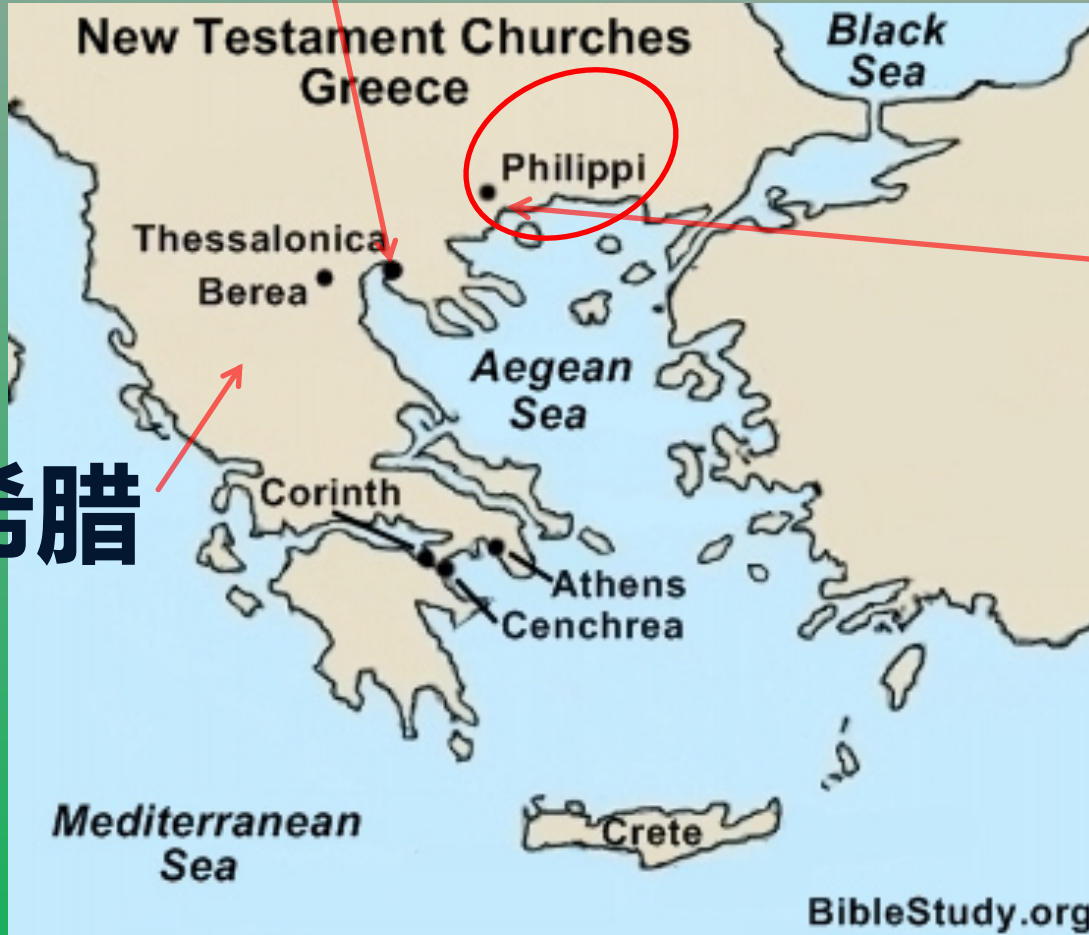 New Testament Churches
Greece
Black
Sea
Philippi
Thessalonica
Berea
Aegean
Sea
希腊
Corinth
Athens
Cenchrea
Mediterranean
Sea
Crete
BibleStudy.org